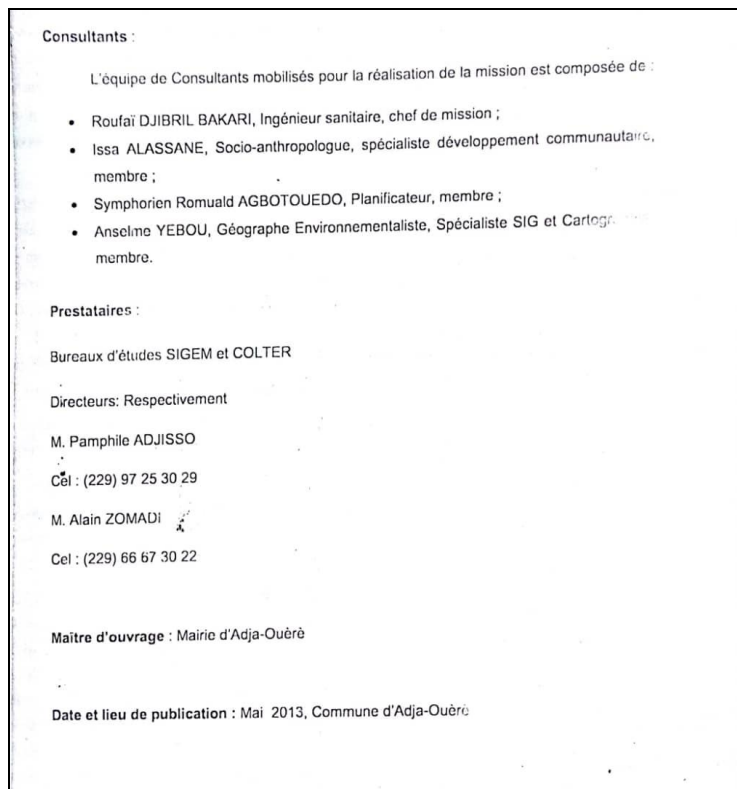 Consultants :
L'équipe de Consultants mobilisés pour la réalisation de la mission est composée de :
• Roufaï DJIBRIL BAKARI, Ingénieur sanitaire, chef de mission ;
• Issa ALASSANE, Socio-anthropologue, spécialiste développement communautaire,
membre ;
• Symphorien Romuald AGBOTOUEDO, Planificateur, membre ;
• Anselme YEBOU, Géographe Environnementaliste, Spécialiste SIG et
membre.
Prestataires :
Bureaux d'études SIGEM et COLTER
Directeurs: Respectivement
M. Pamphile ADJISSO
Cel : (229) 97 25 30 29
M. Alain ZOMADI
Cel : (229) 66 67 30 22
Maître d'ouvrage : Mairie d'Adja-Ouèrè
Date et lieu de publication : Mai 2013, Commune d'Adja-Ouèrè